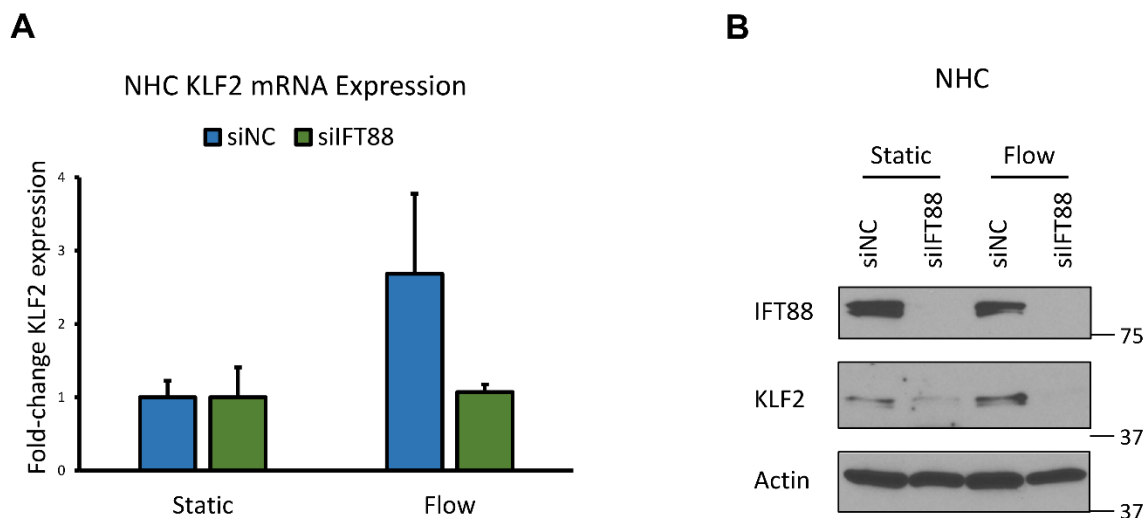 A
NHC KLF2 mRNA Expression
siNC siIFT88
Fold-change KLF2 expression
4
3
2
1
0
Static Flow
B
NHC
Static Flow
siNC siIFT88 siNC siIFT88
IFT88
75
KLF2
37
Actin
37